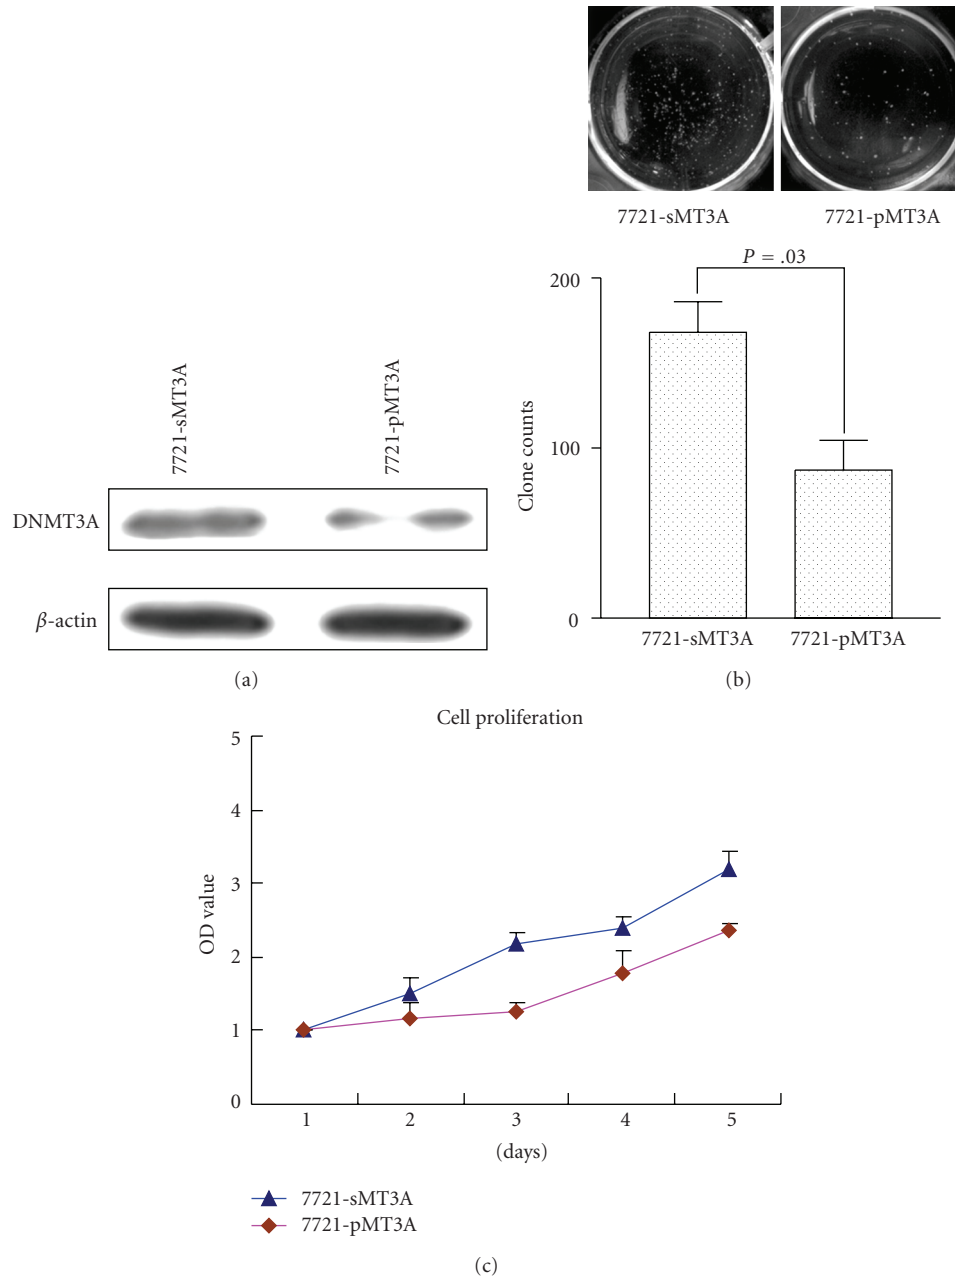 7721-sMT3A
7721-pMT3A
DNMT3A
β-actin
(a)
7721-sMT3A 7721-pMT3A
P = .03
200
100
0
Clone counts
7721-sMT3A 7721-pMT3A
(b)
Cell proliferation
5
4
3
2
1
0
OD value
1 2 3 4 5
(days)
7721-sMT3A
7721-pMT3A
(c)